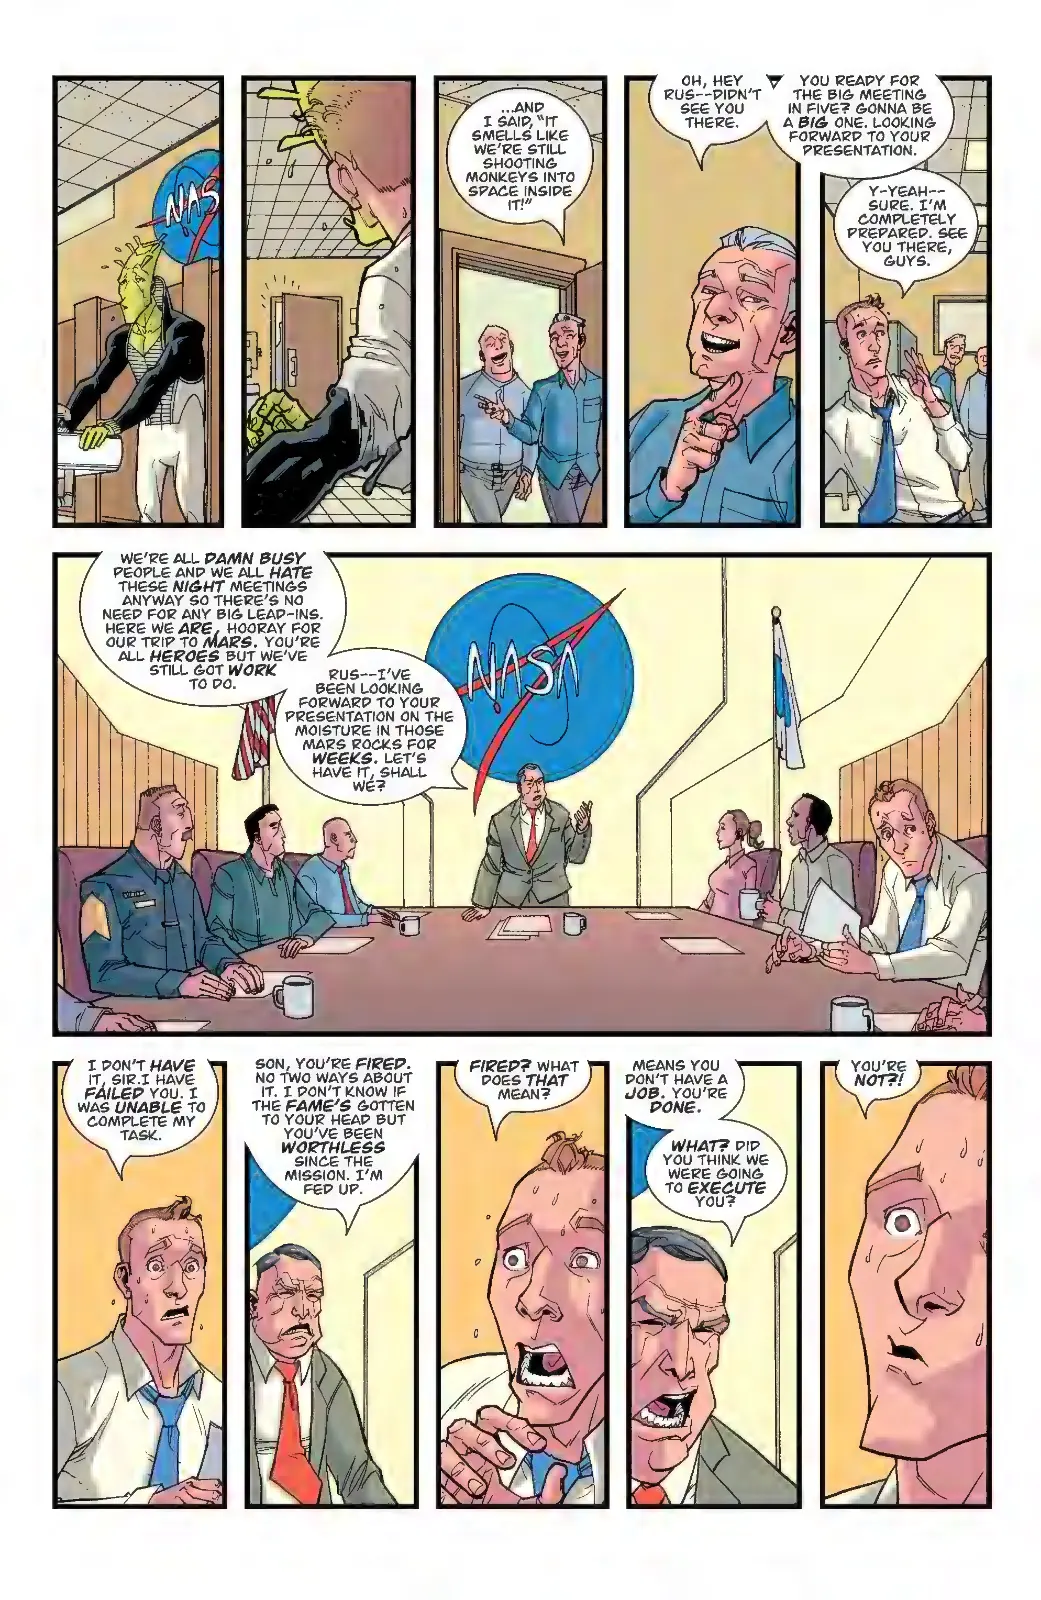 NAS
...AND
I SAID, "IT
SMELLS LIKE
WE'RE STILL
SHOOTING
MONKEYS INTO
SPACE INSIDE
IT!"
OH, HEY
RUS--DIDN'T
SEE YOU
THERE.
YOU READY FOR
THE BIG MEETING
IN FIVE? GONNA BE
A BIG ONE. LOOKING
FORWARD TO YOUR
PRESENTATION.
Y-YEAH--
SURE. I'M
COMPLETELY
PREPARED. SEE
YOU THERE,
GUYS.
WE'RE ALL DAMN BUSY
PEOPLE AND WE ALL HATE
THESE NIGHT MEETINGS
ANYWAY SO THERE'S NO
NEED FOR ANY BIG LEAD-INS.
HERE WE ARE, HOORAY FOR
OUR TRIP TO MARS. YOU'RE
ALL HEROES BUT WE'VE
STILL GOT WORK
TO DO.
RUS--I'VE
BEEN LOOKING
FORWARD TO YOUR
PRESENTATION ON THE
MOISTURE IN THOSE
MARS ROCKS FOR
WEEKS. LET'S
HAVE IT, SHALL
WE?
NASA
I DON'T HAVE
IT, SIR.I HAVE
FAILED YOU. I
WAS UNABLE TO
COMPLETE MY
TASK.
SON, YOU'RE FIRED.
NO TWO WAYS ABOUT
IT. I DON'T KNOW IF
THE FAME'S GOTTEN
TO YOUR HEAD BUT
YOU'VE BEEN
WORTHLESS
SINCE THE
MISSION. I'M
FED UP.
FIRED? WHAT
DOES THAT
MEAN?
MEANS YOU
DON'T HAVE A
JOB. YOU'RE
DONE.
WHAT? DID
YOU THINK WE
WERE GOING
TO EXECUTE
YOU?
YOU'RE
NOT?!